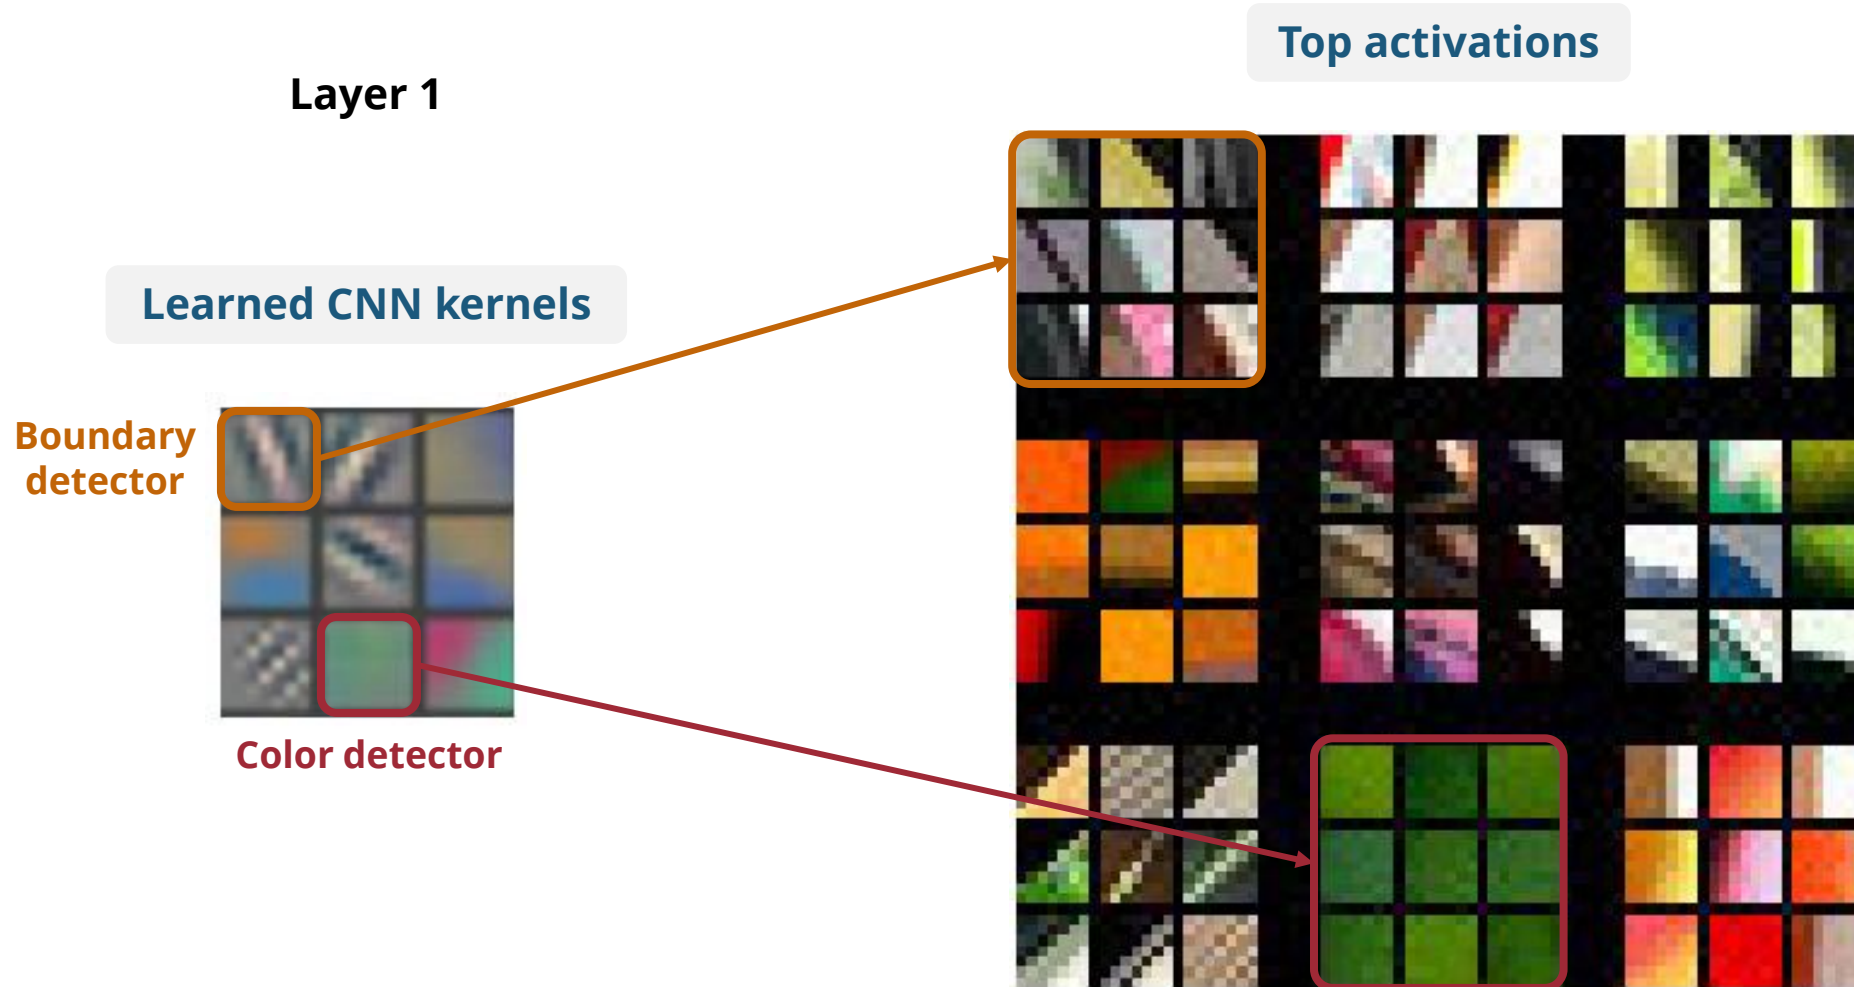 Top activations
Layer 1
Learned CNN kernels
Boundary
detector
Color detector